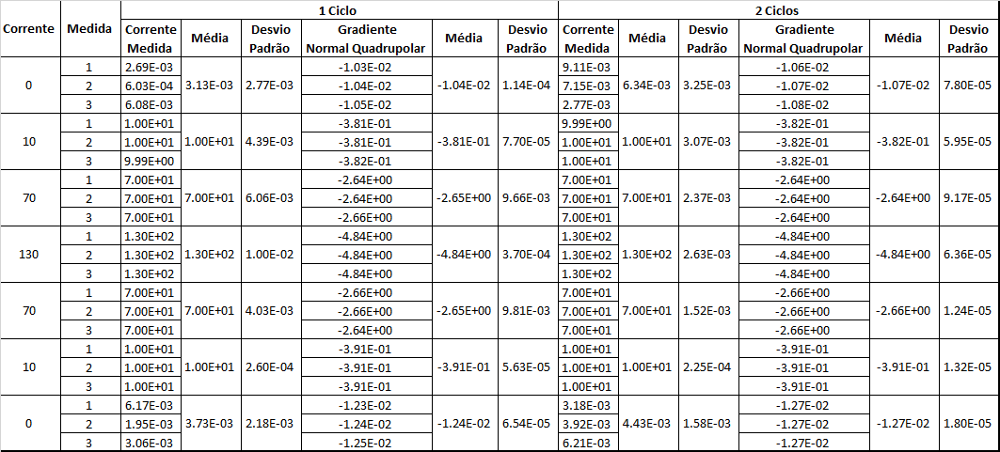 1 Ciclo 2 Ciclos
Corrente Medida Corrente Medida Média Desvio Padrão Gradiente Normal Quadrupolar Média Desvio Padrão Corrente Medida Média Desvio Padrão Gradiente Normal Quadrupolar Média Desvio Padrão
1 2.69E-03 -1.03E-02 9.11E-03 -1.06E-02
0 2 6.03E-04 3.13E-03 2.77E-03 -1.04E-02 -1.04E-02 1.14E-04 7.15E-03 6.34E-03 3.25E-03 -1.07E-02 -1.07E-02 7.80E-05
3 6.08E-03 -1.05E-02 2.77E-03 -1.08E-02
1 1.00E+01 -3.81E-01 9.99E+00 -3.82E-01
10 2 1.00E+01 1.00E+01 4.39E-03 -3.81E-01 -3.81E-01 7.70E-05 1.00E+01 1.00E+01 3.07E-03 -3.82E-01 -3.82E-01 5.95E-05
3 9.99E+00 -3.82E-01 1.00E+01 -3.82E-01
1 7.00E+01 -2.64E+00 7.00E+01 -2.64E+00
70 2 7.00E+01 7.00E+01 6.06E-03 -2.64E+00 -2.65E+00 9.66E-03 7.00E+01 7.00E+01 2.37E-03 -2.64E+00 -2.64E+00 9.17E-05
3 7.00E+01 -2.66E+00 7.00E+01 -2.64E+00
1 1.30E+02 -4.84E+00 1.30E+02 -4.84E+00
130 2 1.30E+02 1.30E+02 1.00E-02 -4.84E+00 -4.84E+00 3.70E-04 1.30E+02 1.30E+02 2.63E-03 -4.84E+00 -4.84E+00 6.36E-05
3 1.30E+02 -4.84E+00 1.30E+02 -4.84E+00
1 7.00E+01 -2.66E+00 7.00E+01 -2.66E+00
70 2 7.00E+01 7.00E+01 4.03E-03 -2.66E+00 -2.65E+00 9.81E-03 7.00E+01 7.00E+01 1.52E-03 -2.66E+00 -2.66E+00 1.24E-05
3 7.00E+01 -2.64E+00 7.00E+01 -2.66E+00
1 1.00E+01 -3.91E-01 1.00E+01 -3.91E-01
10 2 1.00E+01 1.00E+01 2.60E-04 -3.91E-01 -3.91E-01 5.63E-05 1.00E+01 1.00E+01 2.25E-04 -3.91E-01 -3.91E-01 1.32E-05
3 1.00E+01 -3.91E-01 1.00E+01 -3.91E-01
1 6.17E-03 -1.23E-02 3.18E-03 -1.27E-02
0 2 1.95E-03 3.73E-03 2.18E-03 -1.24E-02 -1.24E-02 6.54E-05 3.92E-03 4.43E-03 1.58E-03 -1.27E-02 -1.27E-02 1.80E-05
3 3.06E-03 -1.25E-02 6.21E-03 -1.27E-02